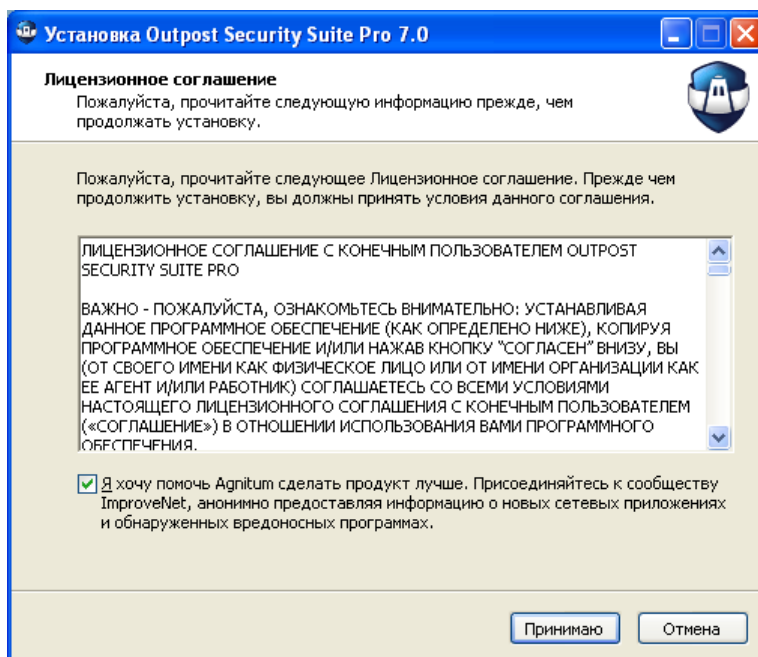 Установка Outpost Security Suite Pro 7.0
Лицензионное соглашение
Пожалуйста, прочитайте следующую информацию прежде, чем
продолжать установку.
Пожалуйста, прочитайте следующее Лицензионное соглашение. Прежде чем
продолжить установку, вы должны принять условия данного соглашения.
ЛИЦЕНЗИОННОЕ СОГЛАШЕНИЕ С КОНЕЧНЫМ ПОЛЬЗОВАТЕЛЕМ OUTPOST
SECURITY SUITE PRO
ВАЖНО - ПОЖАЛУЙСТА, ОЗНАКОМЬТЕСЬ ВНИМАТЕЛЬНО: УСТАНАВЛИВАЯ
ДАННОЕ ПРОГРАММНОЕ ОБЕСПЕЧЕНИЕ (КАК ОПРЕДЕЛЕНО НИЖЕ), КОПИРУЯ
ПРОГРАММНОЕ ОБЕСПЕЧЕНИЕ И/ИЛИ НАЖАВ КНОПКУ "СОГЛАСЕН" ВНИЗУ, ВЫ
(ОТ СВОЕГО ИМЕНИ КАК ФИЗИЧЕСКОЕ ЛИЦО ИЛИ ОТ ИМЕНИ ОРГАНИЗАЦИИ КАК
ЕЕ АГЕНТ И/ИЛИ РАБОТНИК) СОГЛАШАЕТЕСЬ СО ВСЕМИ УСЛОВИЯМИ
НАСТОЯЩЕГО ЛИЦЕНЗИОННОГО СОГЛАШЕНИЯ С КОНЕЧНЫМ ПОЛЬЗОВАТЕЛЕМ
(«СОГЛАШЕНИЕ») В ОТНОШЕНИИ ИСПОЛЬЗОВАНИЯ ВАМИ ПРОГРАММНОГО
ОБЕСПЕЧЕНИЯ.
Я хочу помочь Agnitum сделать продукт лучше. Присоединяйтесь к сообществу
ImproveNet, анонимно предоставляя информацию о новых сетевых приложениях
и обнаруженных вредоносных программах.
Принимаю
Отмена